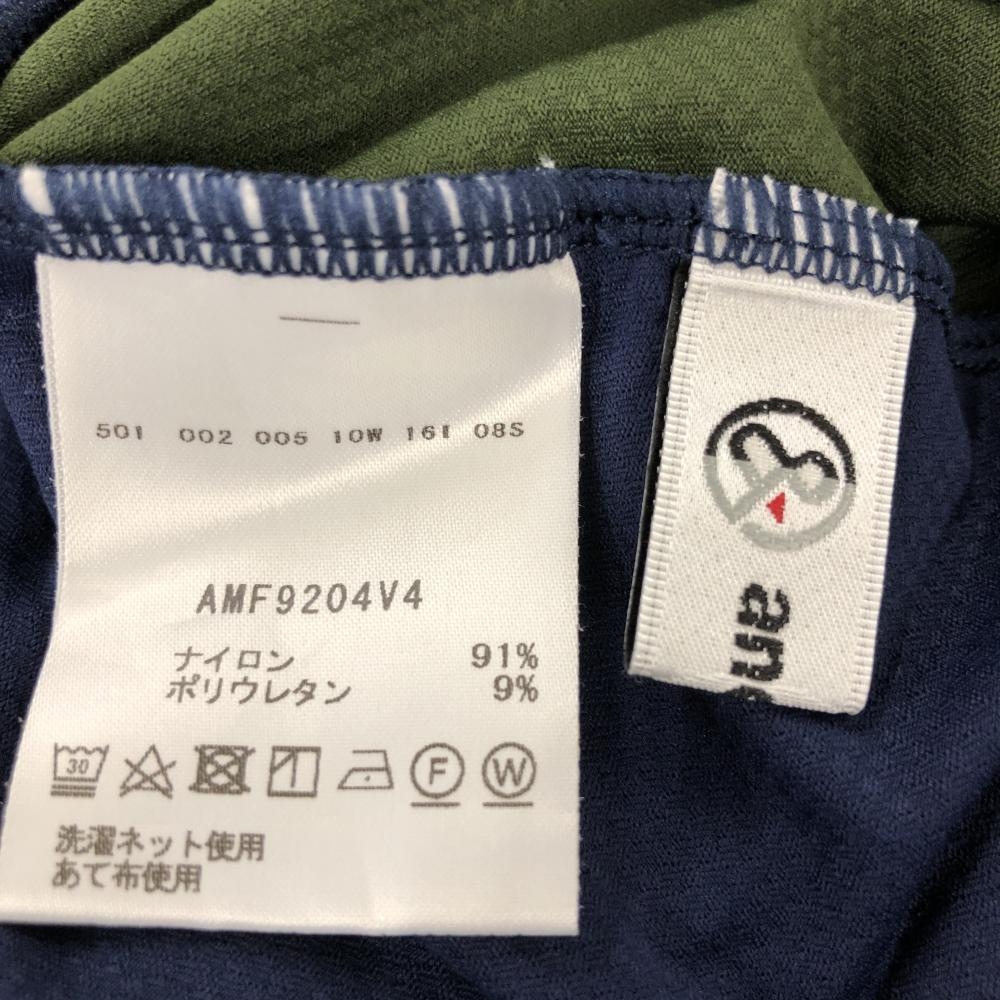 501 002 005 10W 161 08S
AMF9204V4
ナイロン 91%
ポリウレタン 9%
30
F W
洗濯ネット使用
あて布使用
an